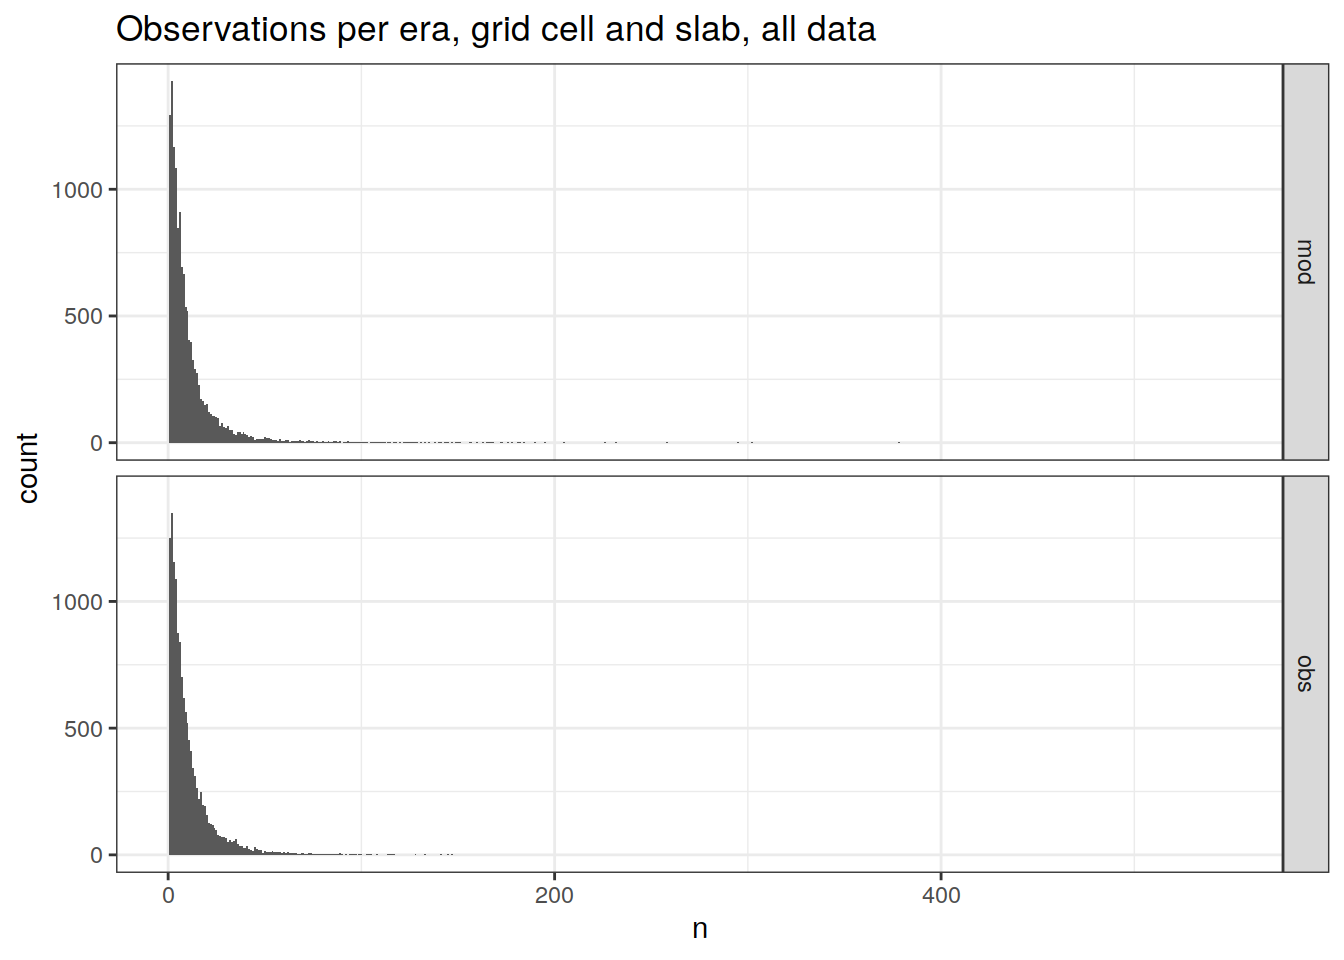 Observations per era, grid cell and slab, all data
count
1000
500
0
mod
1000
500
0
obs
0 200 400
n